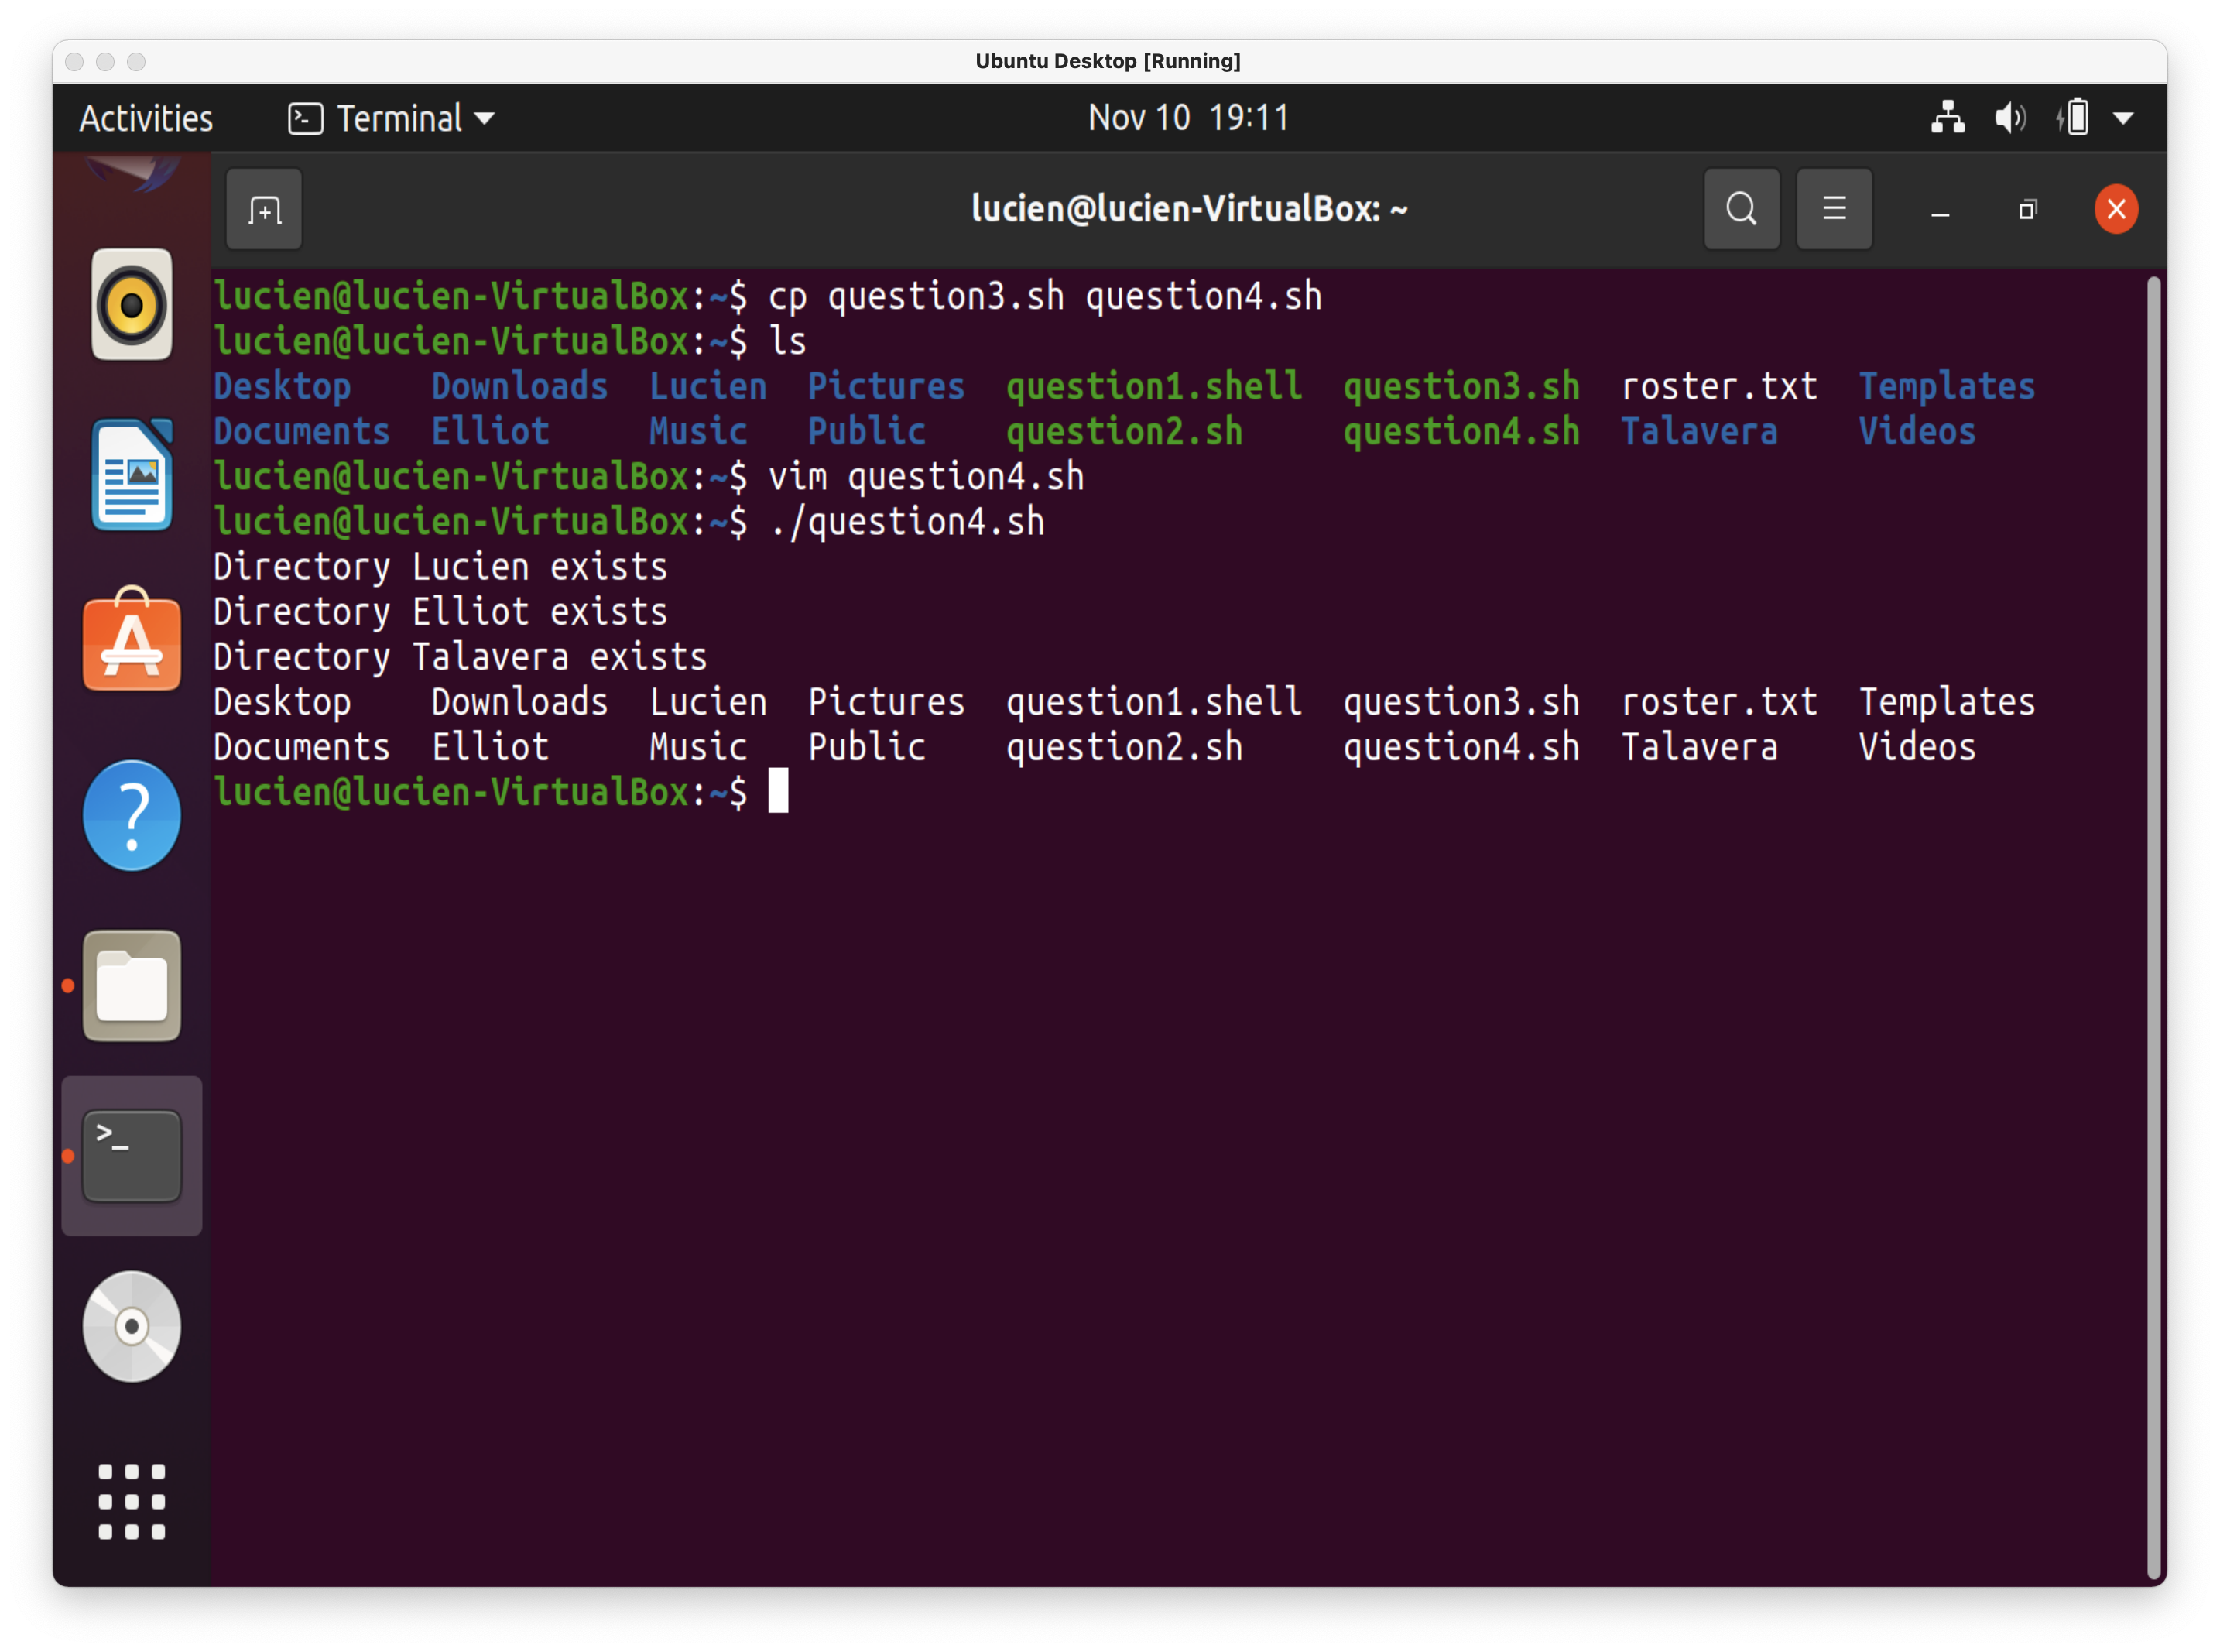 Ubuntu Desktop [Running]
Activities Terminal Nov 10 19:11
lucien@lucien-VirtualBox: ~
lucien@lucien-VirtualBox:~$ cp question3.sh question4.sh
lucien@lucien-VirtualBox:~$ ls
Desktop Downloads Lucien Pictures question1.shell question3.sh roster.txt Templates
Documents Elliot Music Public question2.sh question4.sh Talavera Videos
lucien@lucien-VirtualBox:~$ vim question4.sh
lucien@lucien-VirtualBox:~$ ./question4.sh
Directory Lucien exists
Directory Elliot exists
Directory Talavera exists
Desktop Downloads Lucien Pictures question1.shell question3.sh roster.txt Templates
Documents Elliot Music Public question2.sh question4.sh Talavera Videos
lucien@lucien-VirtualBox:~$